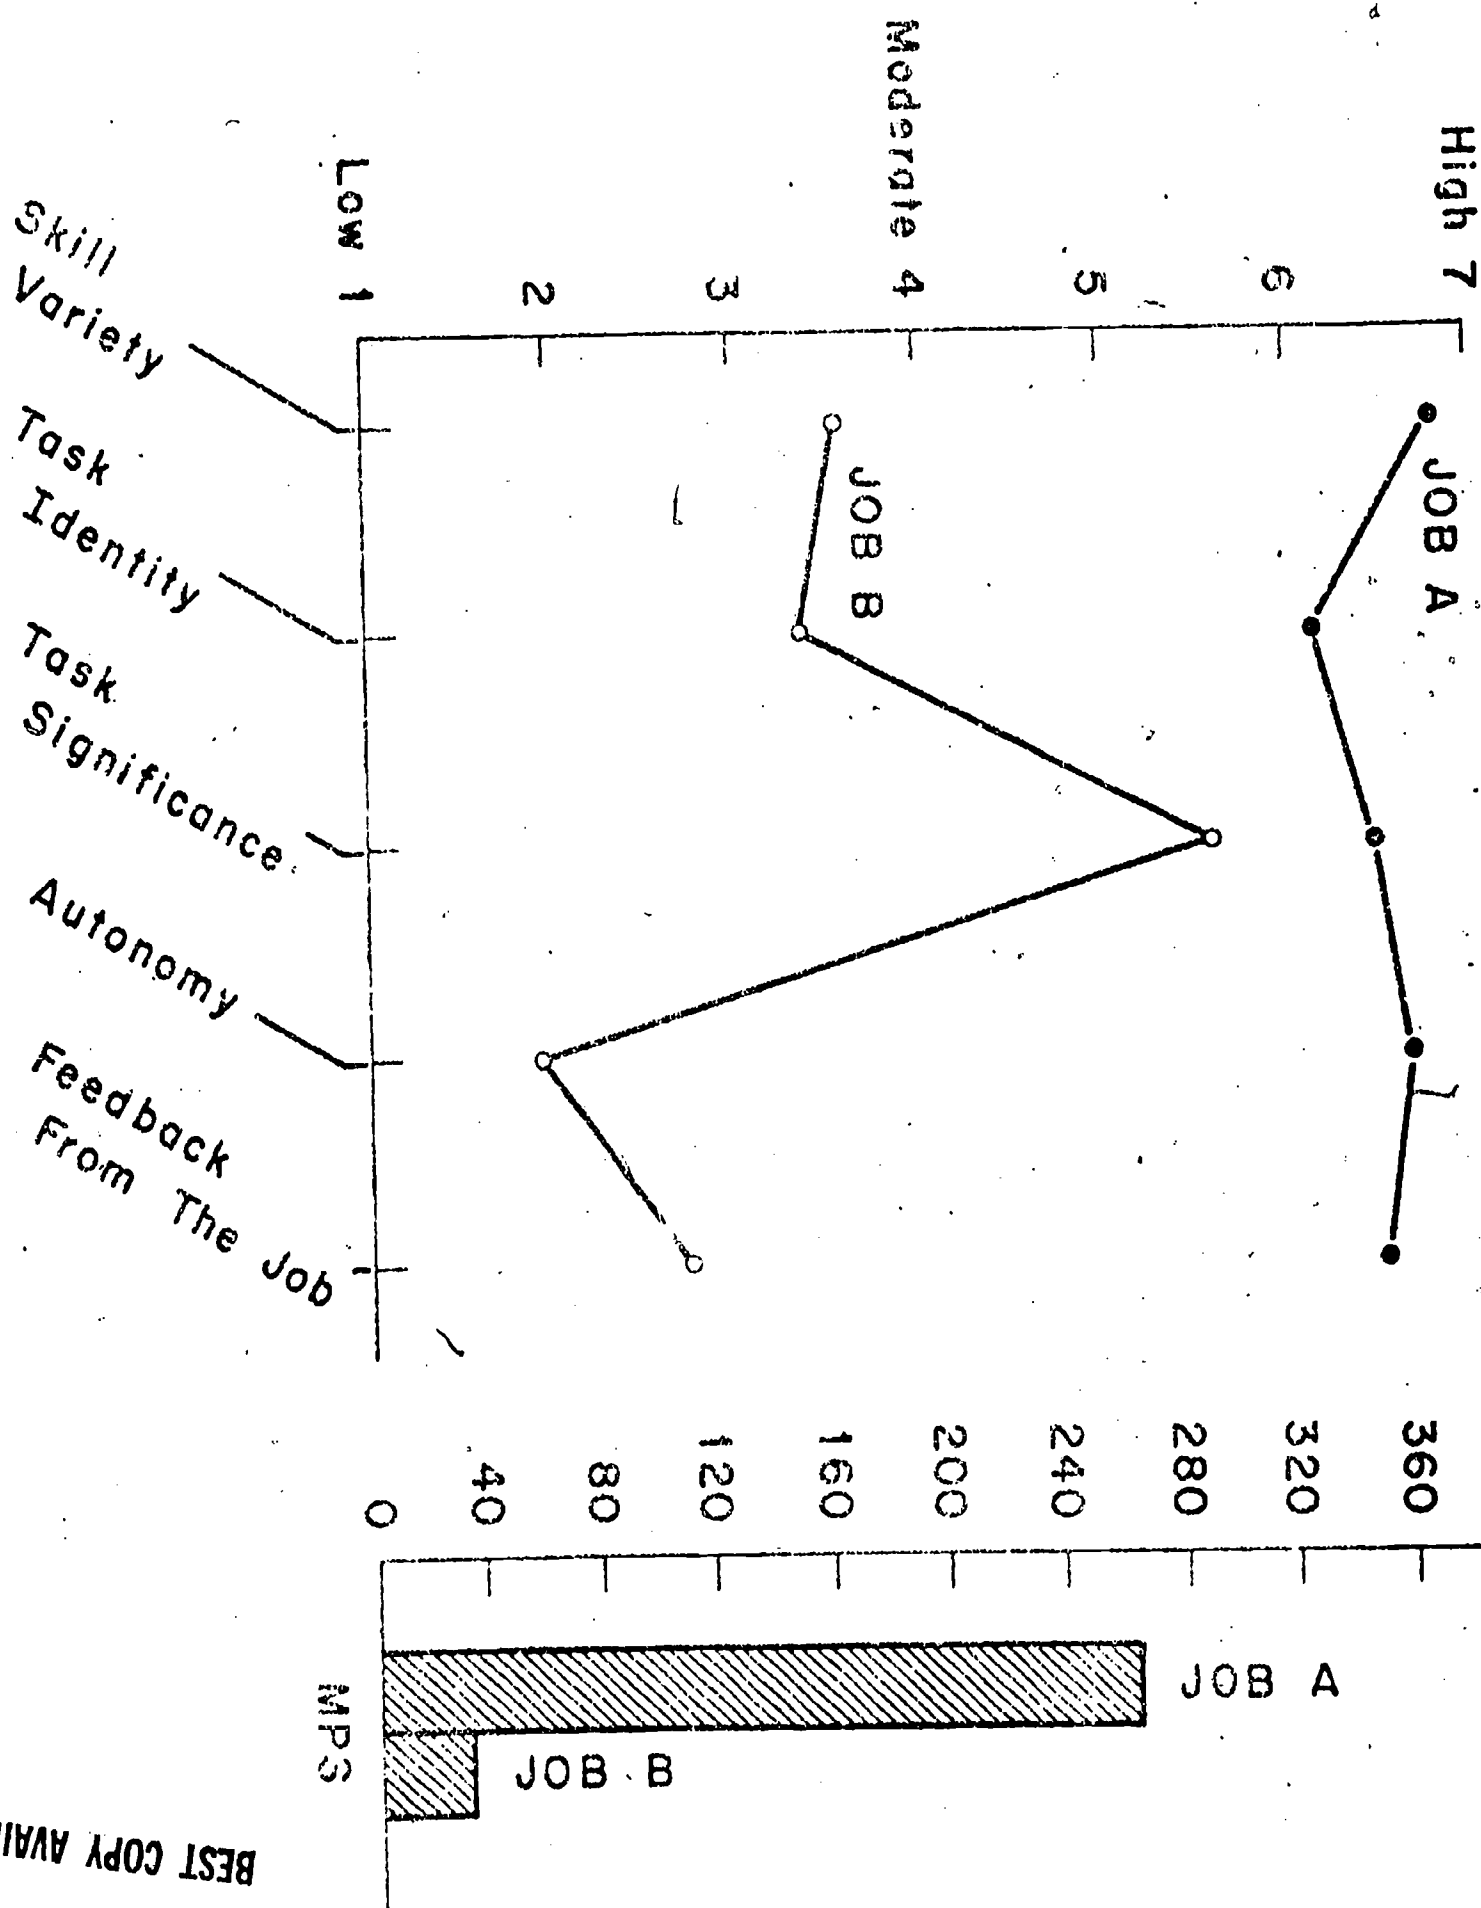 High 7
6
5
Moderate 4
3
2
Low 1
JOB A
JOB B
Skill
Variety
Task
Identity
Task
Significance
Autonomy
Feedback
From The Job
360
320
280
240
200
160
120
80
40
0
JOB A
JOB B
MPS
BEST COPY